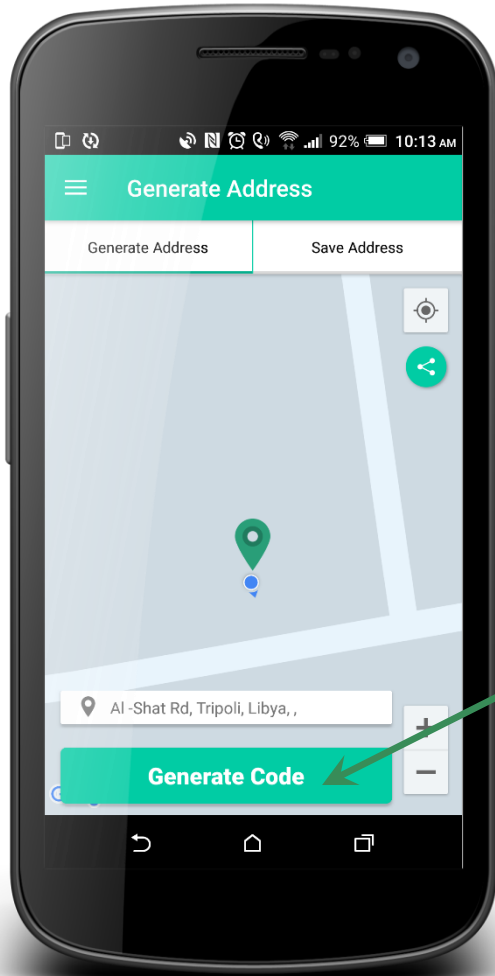 92% 10:13 AM
Generate Address
Generate Address Save Address
Al -Shat Rd, Tripoli, Libya, ,
+
Generate Code
−